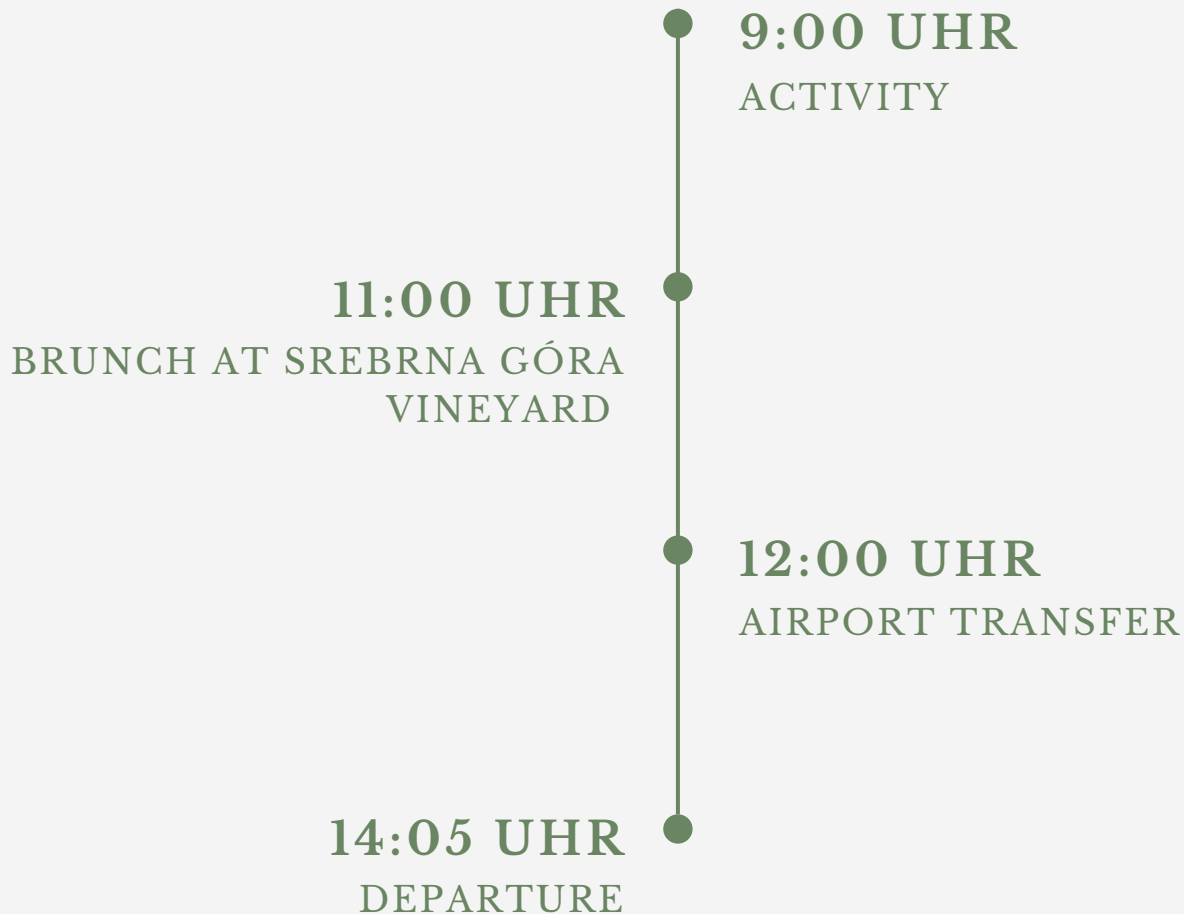 9:00 UHR
ACTIVITY
11:00 UHR
BRUNCH AT SREBRNA GÓRA
VINEYARD
12:00 UHR
AIRPORT TRANSFER
14:05 UHR
DEPARTURE